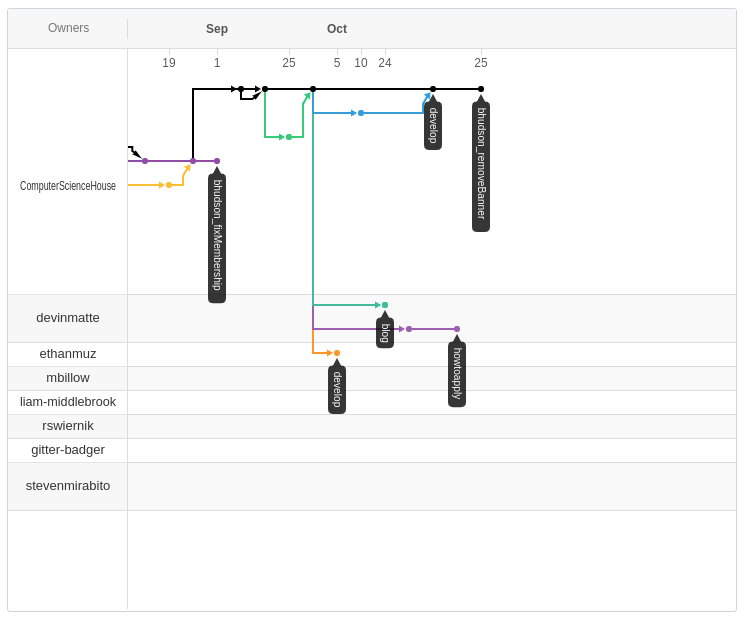 Owners
Sep
Oct
19
1
25
5
10
24
25
ComputerScienceHouse
develop
bhudson_removeBanner
bhudson_fixMembership
devinmatte
blog
ethanmuz
howtoapply
mbillow
develop
liam-middlebrook
rswiernik
gitter-badger
stevenmirabito